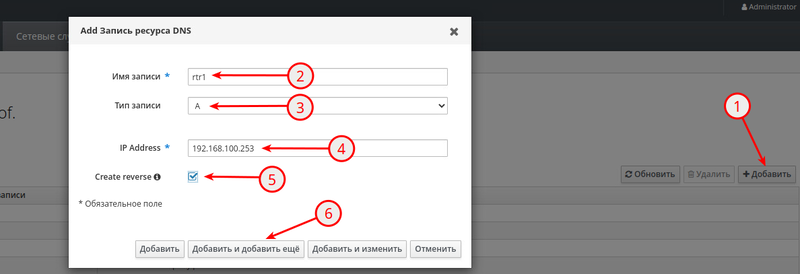 Administrator
Сетевые сл
Add Запись ресурса DNS
Имя записи * rtr1
2
Тип записи A
3
of.
1
IP Address * 192.168.100.253
4
Create reverse
5
Обновить Удалить + Добавить
записи
* Обязательное поле
6
Добавить Добавить и добавить ещё Добавить и изменить Отменить